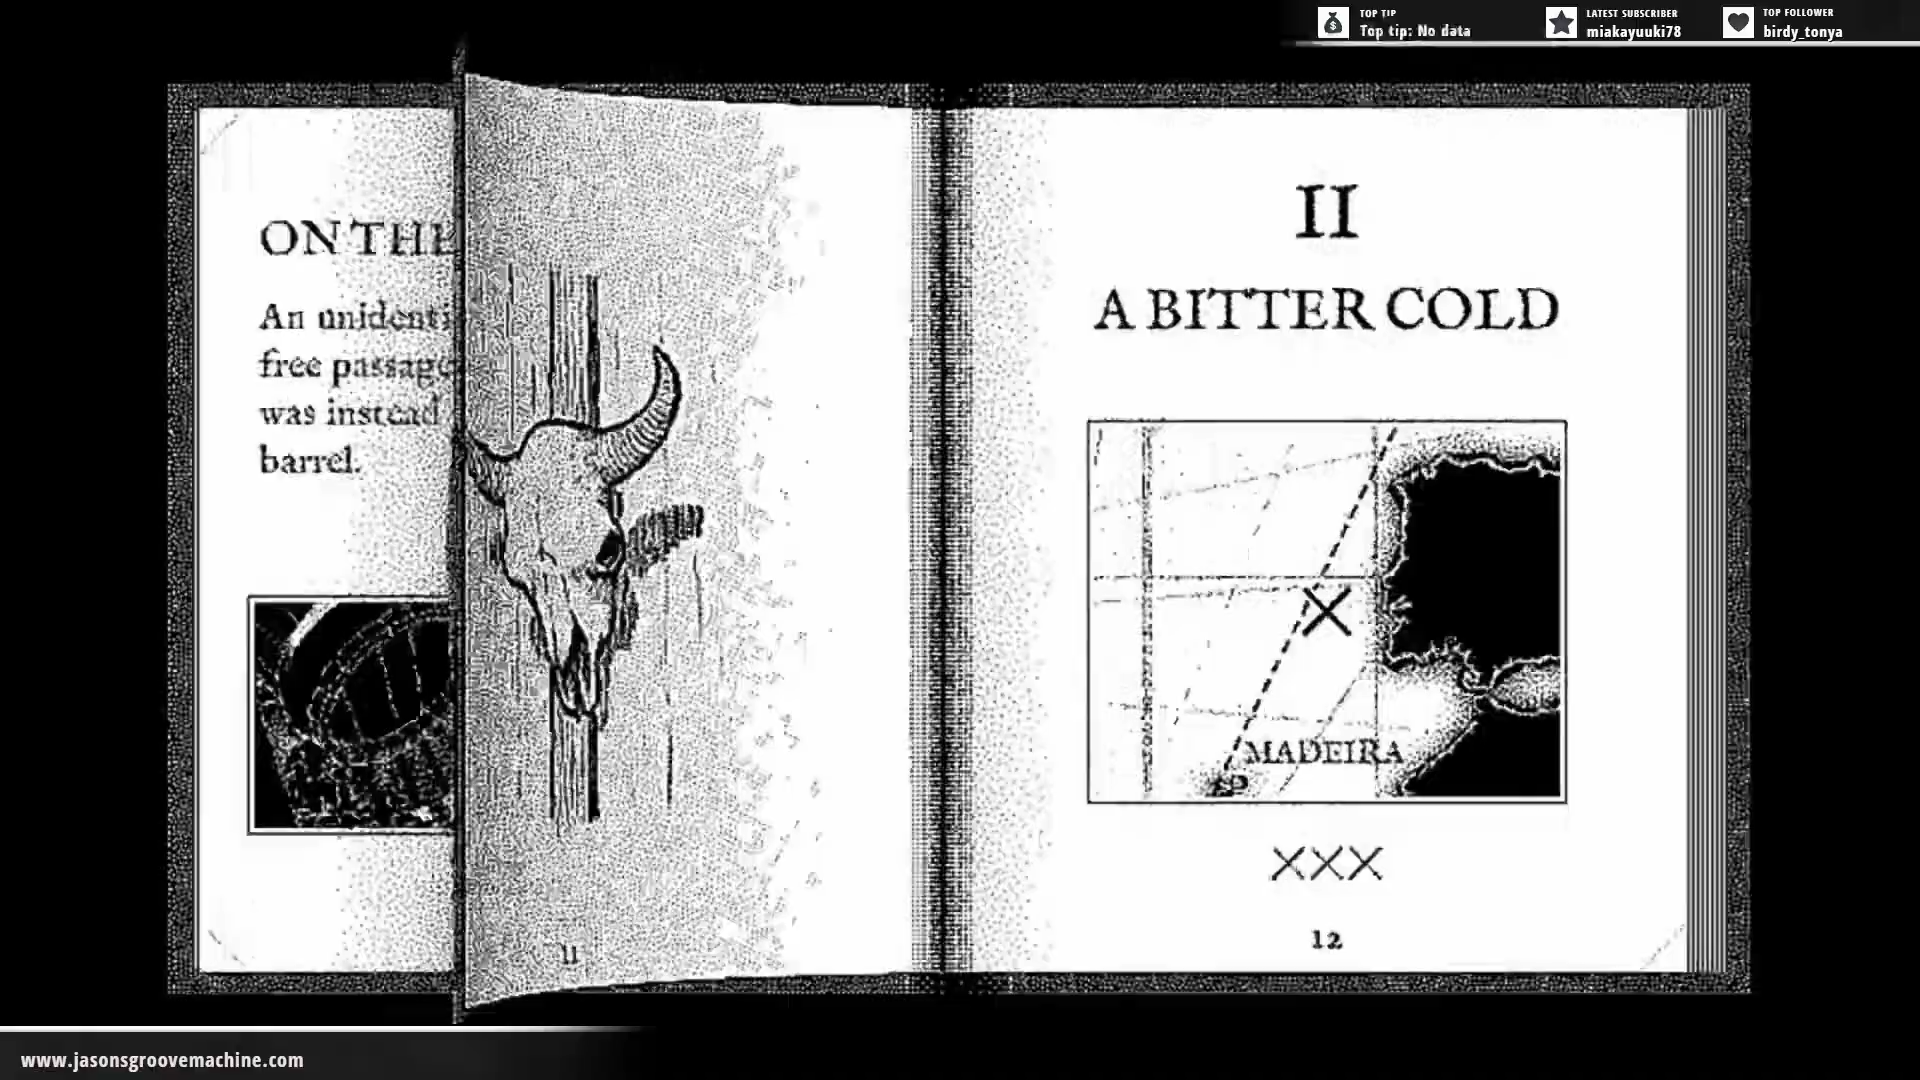 TOP TIP
Top tip: No data
LATEST SUBSCRIBER
miakayuuki78
TOP FOLLOWER
birdy_tonya
ON THE
An unidenti
free passage
was instead
barrel.
11
II
A BITTER COLD
MADEIRA
XXX
12
www.jasonsgroovemachine.com